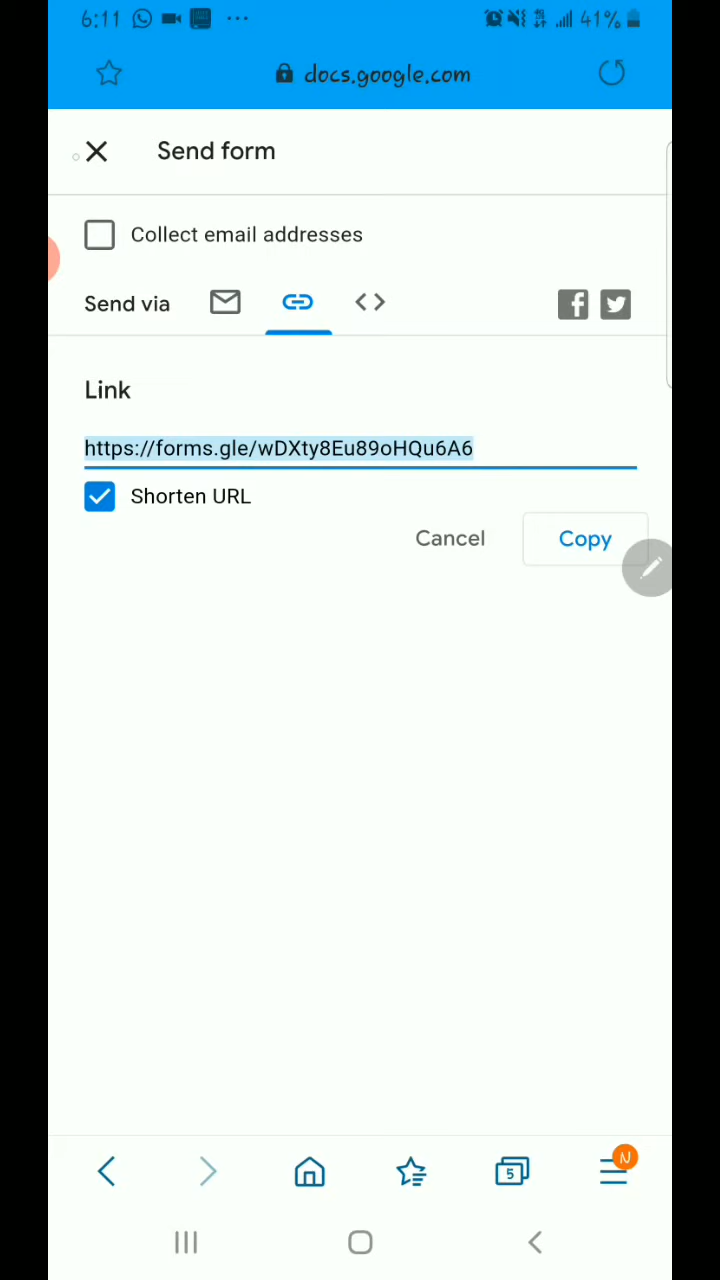 6:11 41%
docs.google.com
Send form
Collect email addresses
Send via
Link
https://forms.gle/wDXty8Eu89oHQu6A6
Shorten URL
Cancel Copy
5 N